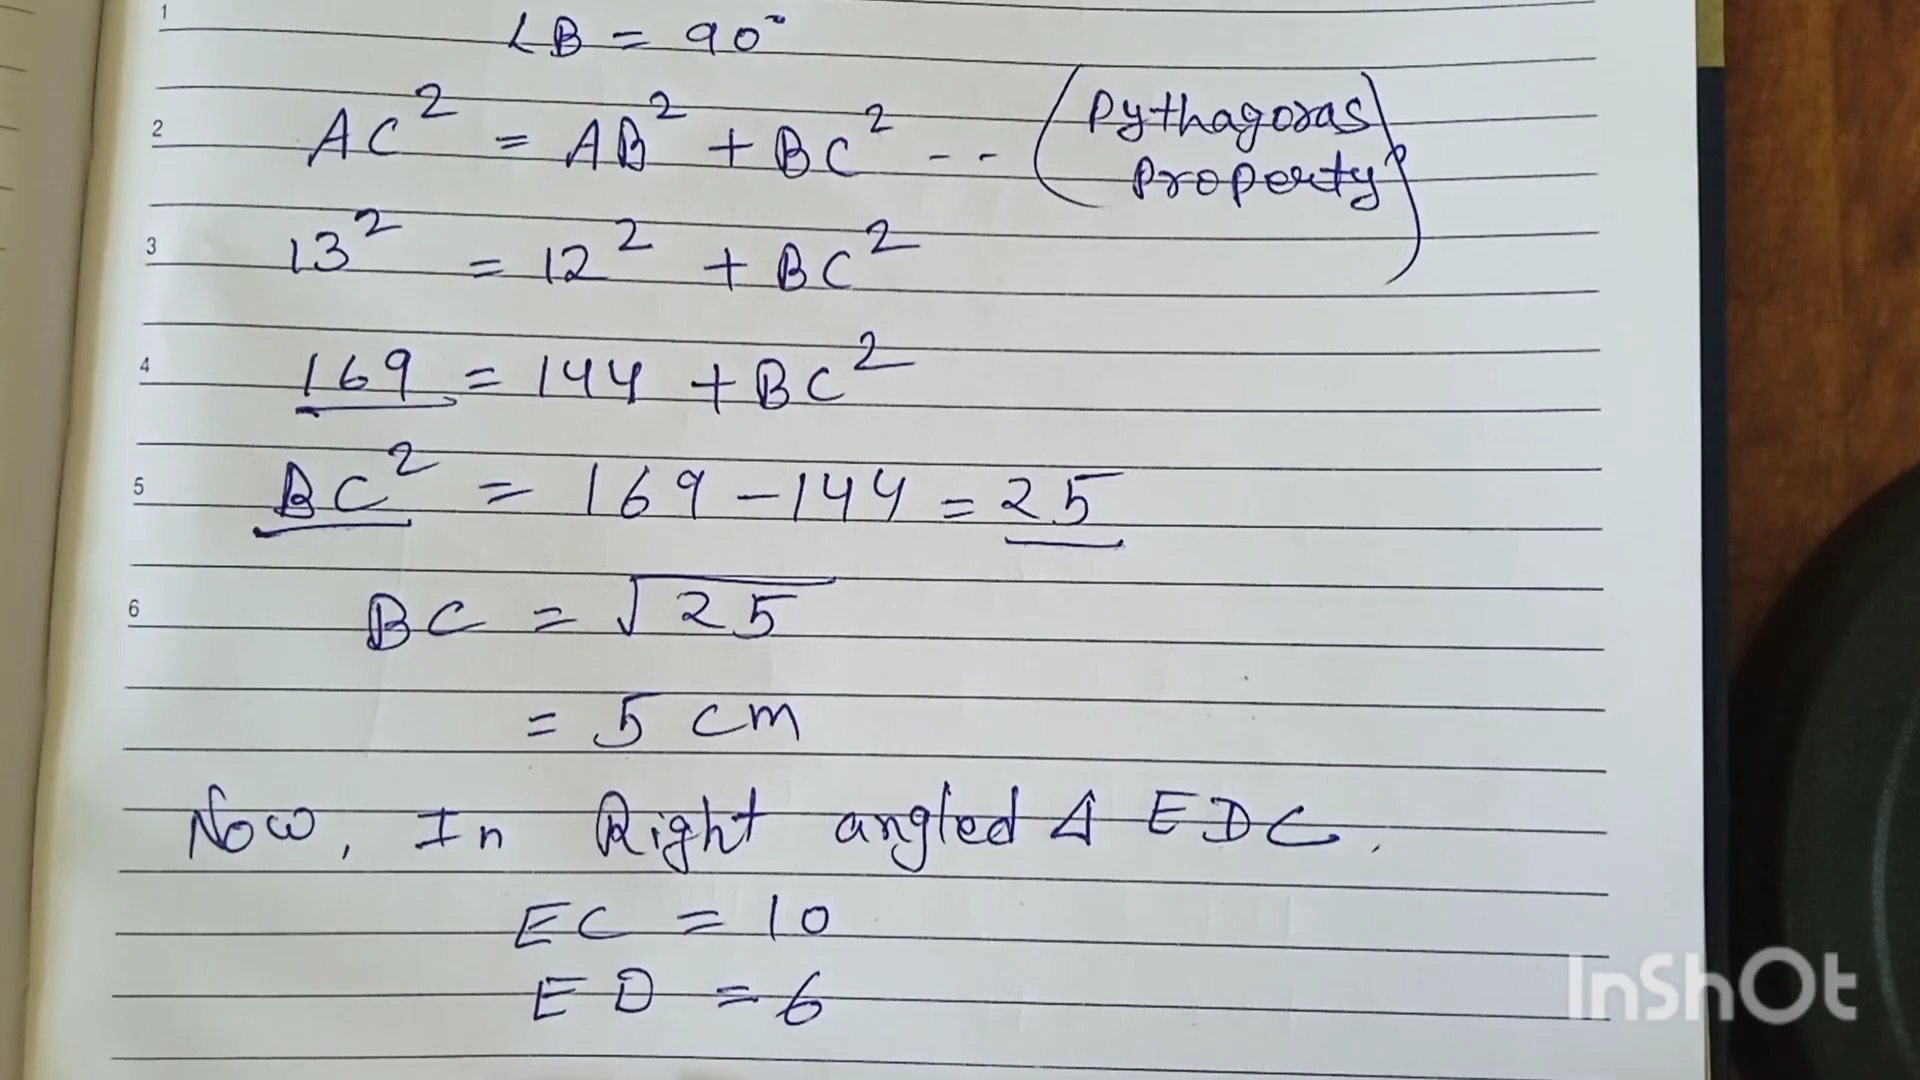 1
∠B = 90°
2
AC² = AB² + BC² -- (Pythagoras Property)
3
13² = 12² + BC²
4
169 = 144 + BC²
5
BC² = 169 - 144 = 25
6
BC = √25
= 5 cm
Now, In Right angled Δ EDC.
EC = 10
ED = 6
InShOt